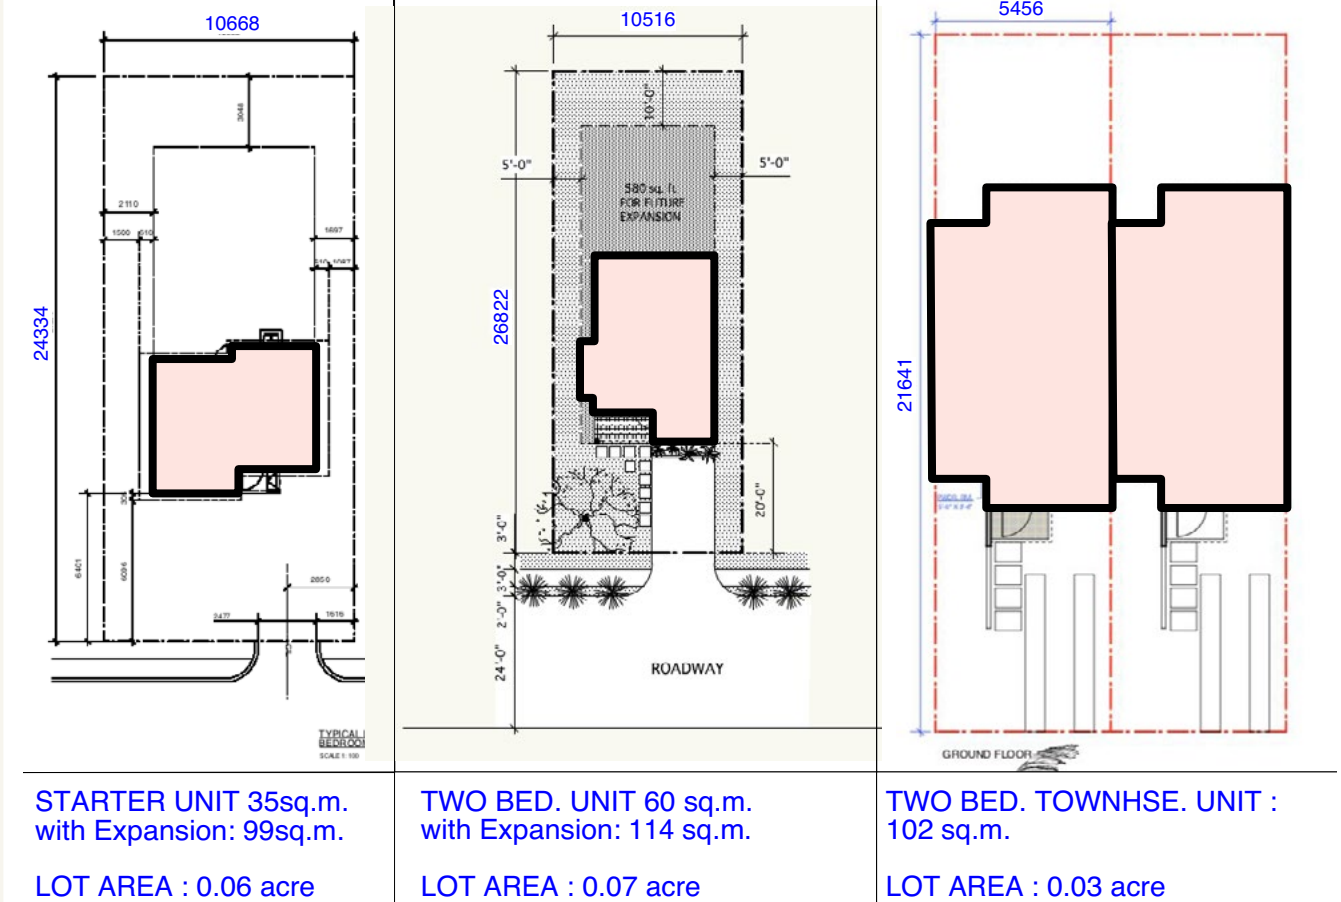 10668
3048
2110
1500
610
1697
24334
6401
6096
2850
2477
1616
TYPICAL
BEDROO
SCALE 1: 100
STARTER UNIT 35sq.m.
with Expansion: 99sq.m.
LOT AREA : 0.06 acre
10516
10'-0"
5'-0"
5'-0"
580 sq. ft.
FOR FUTURE
EXPANSION
26822
20'-0"
3'-0"
3'-0"
2'-0"
24'-0"
ROADWAY
TWO BED. UNIT 60 sq.m.
with Expansion: 114 sq.m.
LOT AREA : 0.07 acre
5456
21641
GROUND FLOOR
TWO BED. TOWNHSE. UNIT :
102 sq.m.
LOT AREA : 0.03 acre